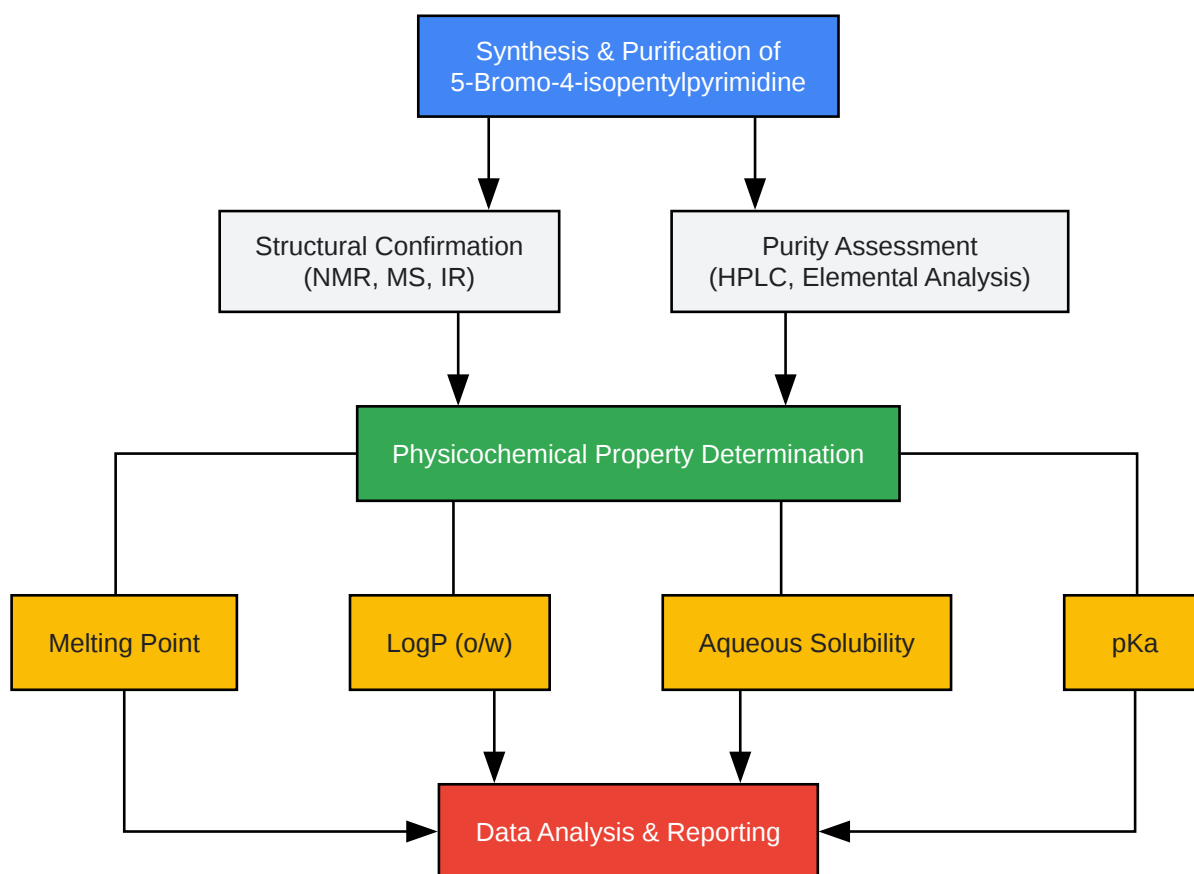 Synthesis & Purification of
5-Bromo-4-isopentylpyrimidine
Structural Confirmation
(NMR, MS, IR)
Purity Assessment
(HPLC, Elemental Analysis)
Physicochemical Property Determination
Melting Point
LogP (o/w)
Aqueous Solubility
pKa
Data Analysis & Reporting